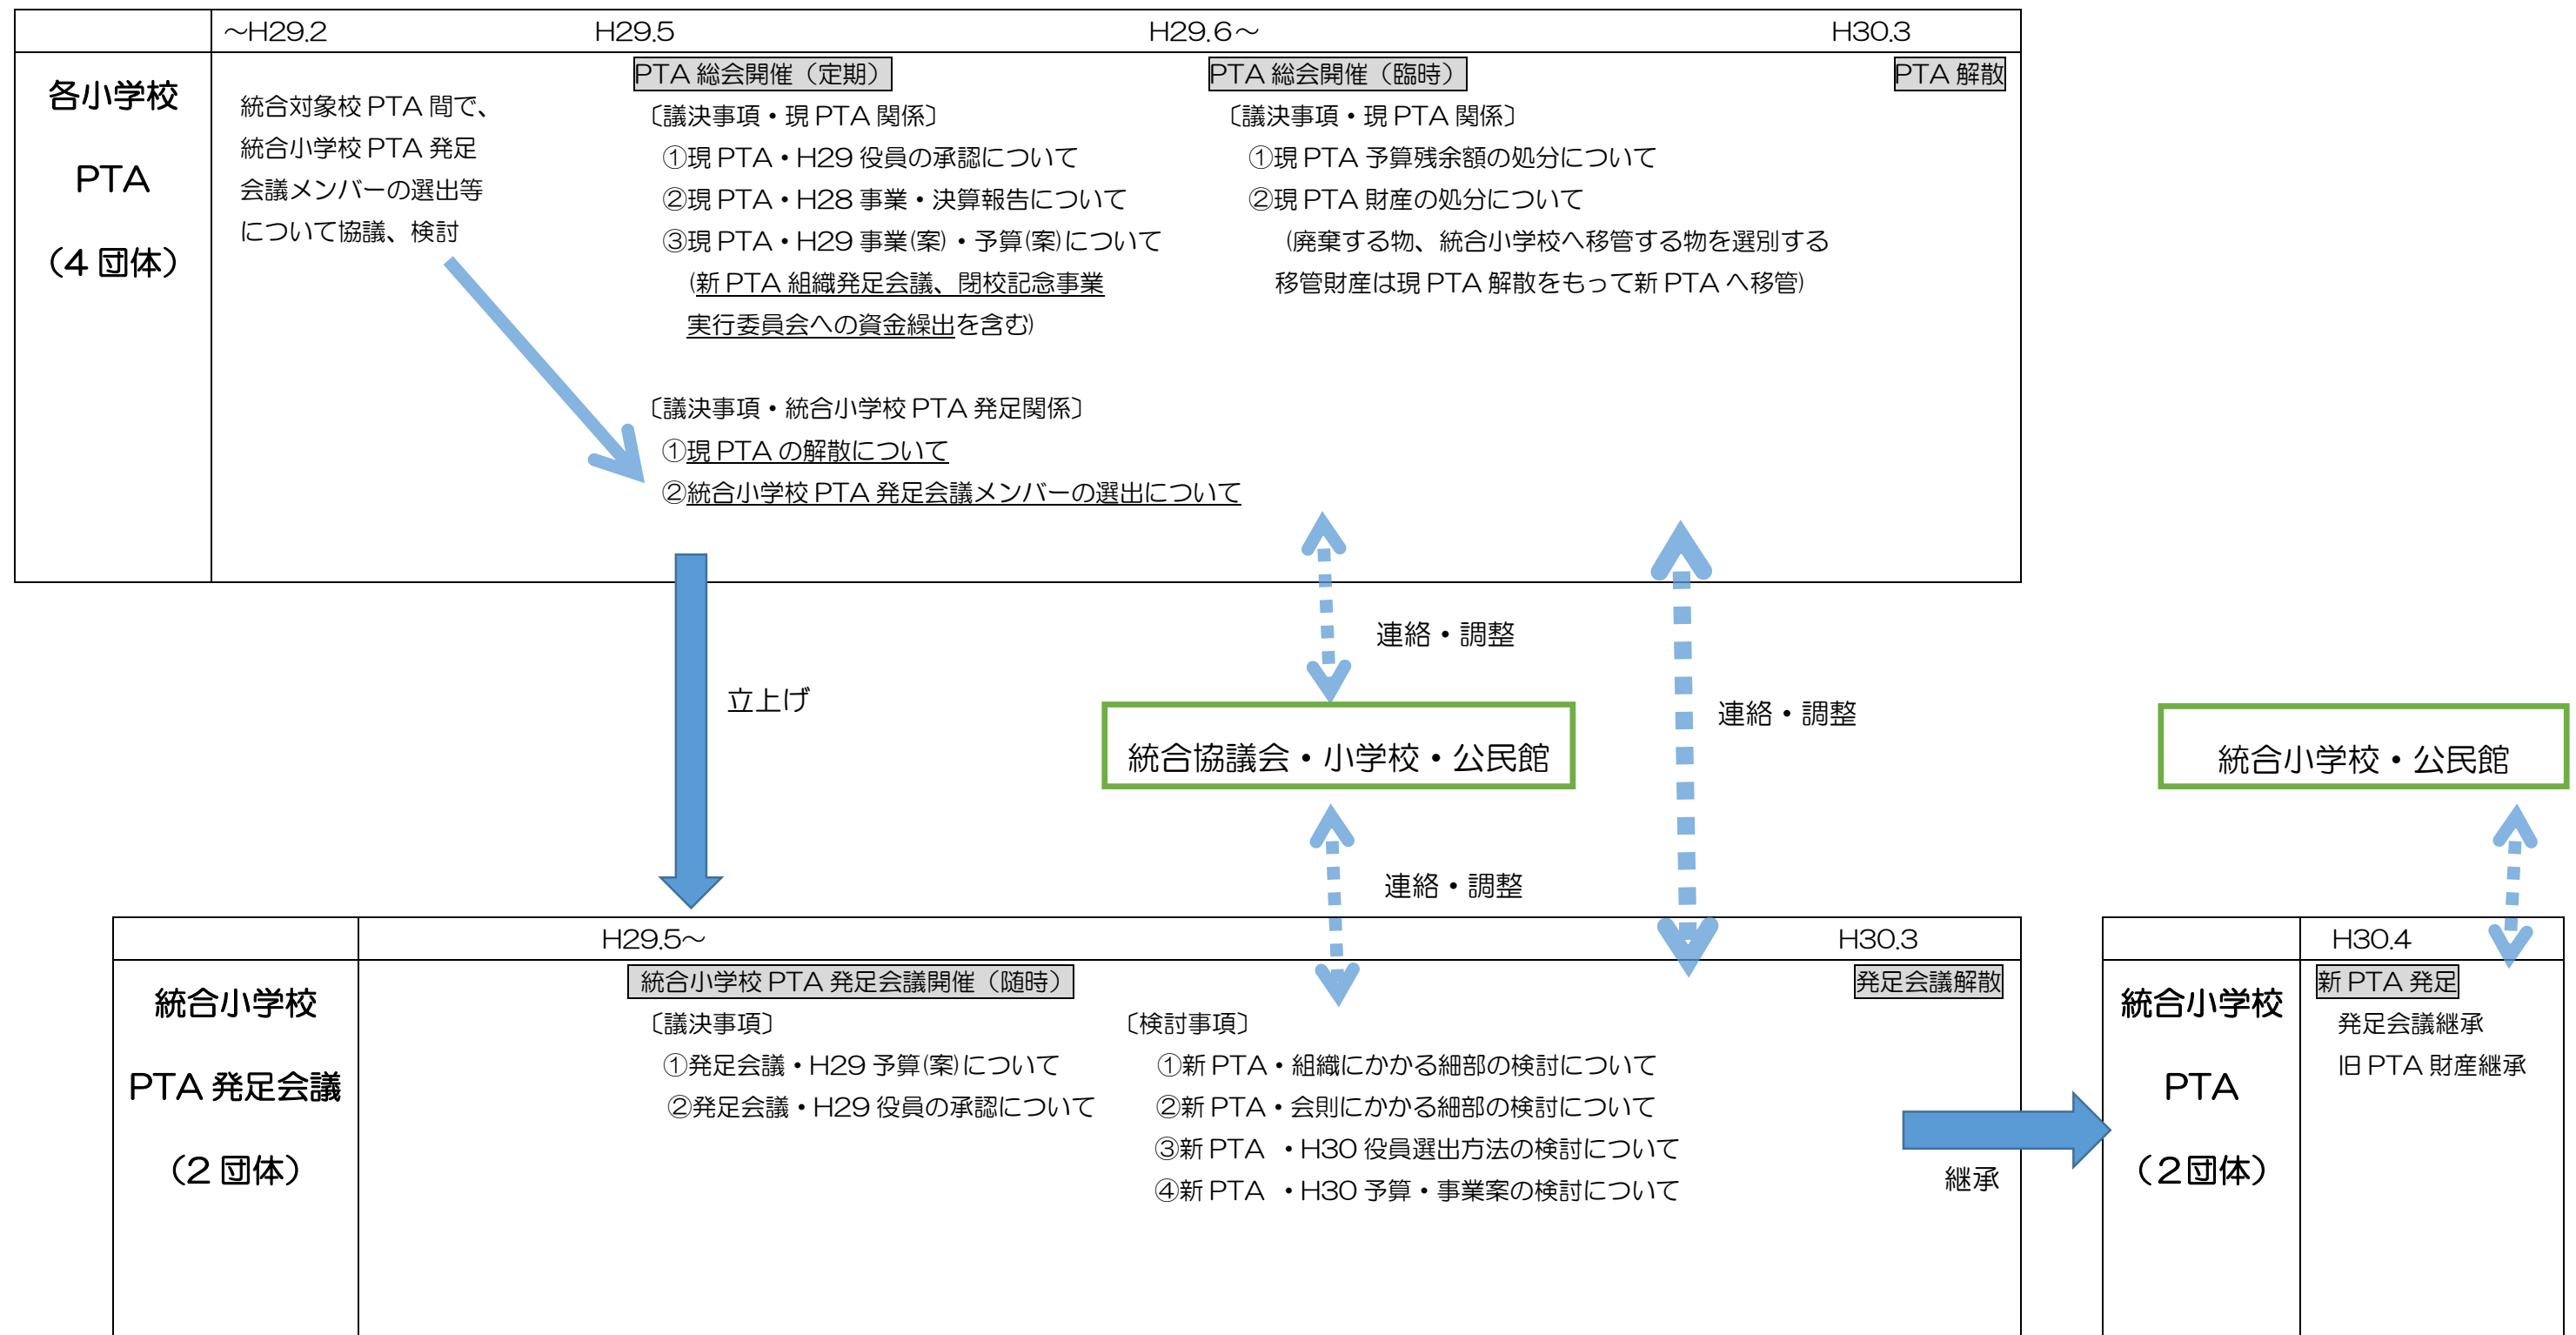 ～H29.2 H29.5 H29.6～ H30.3
各小学校
PTA
（4 団体）
統合対象校 PTA 間で、
統合小学校 PTA 発足
会議メンバーの選出等
について協議、検討
PTA 総会開催（定期）
〔議決事項・現 PTA 関係〕
①現 PTA・H29 役員の承認について
②現 PTA・H28 事業・決算報告について
③現 PTA・H29 事業(案)・予算(案)について
(新 PTA 組織発足会議、閉校記念事業
実行委員会への資金繰出を含む)
〔議決事項・統合小学校 PTA 発足関係〕
①現 PTA の解散について
②統合小学校 PTA 発足会議メンバーの選出について
PTA 総会開催（臨時）
〔議決事項・現 PTA 関係〕
①現 PTA 予算残余額の処分について
②現 PTA 財産の処分について
(廃棄する物、統合小学校へ移管する物を選別する
移管財産は現 PTA 解散をもって新 PTA へ移管)
PTA 解散
立上げ
連絡・調整
連絡・調整
統合協議会・小学校・公民館
統合小学校・公民館
連絡・調整
H29.5～ H30.3
統合小学校
PTA 発足会議
（2 団体）
統合小学校 PTA 発足会議開催（随時）
〔議決事項〕
①発足会議・H29 予算(案)について
②発足会議・H29 役員の承認について
〔検討事項〕
①新 PTA・組織にかかる細部の検討について
②新 PTA・会則にかかる細部の検討について
③新 PTA ・H30 役員選出方法の検討について
④新 PTA ・H30 予算・事業案の検討について
発足会議解散
継承
H30.4
統合小学校
PTA
（２団体）
新 PTA 発足
発足会議継承
旧 PTA 財産継承